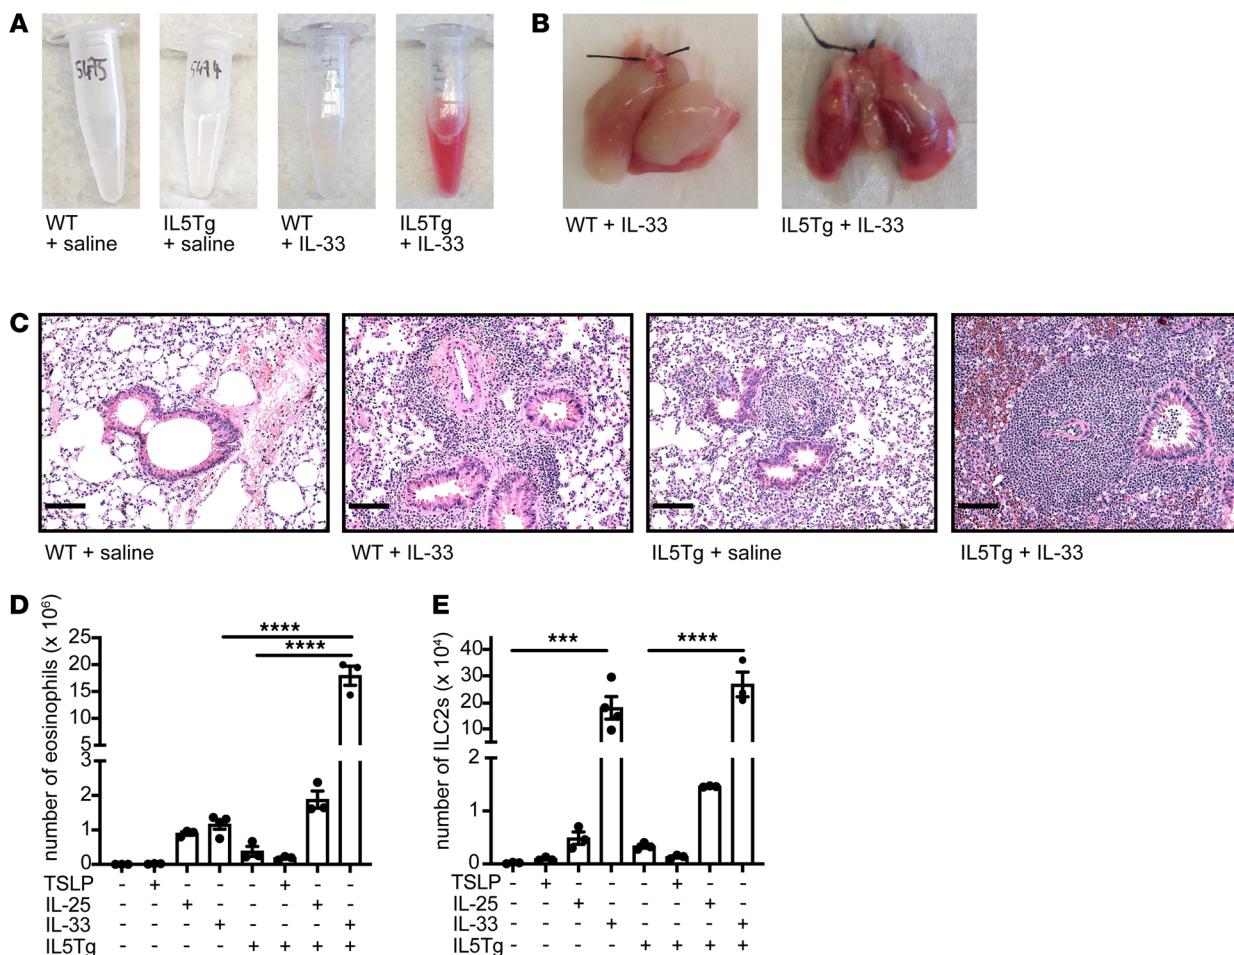 A
B
5475
5474
WT
+ saline
IL5Tg
+ saline
WT
+ IL-33
IL5Tg
+ IL-33
WT + IL-33
IL5Tg + IL-33
C
WT + saline
WT + IL-33
IL5Tg + saline
IL5Tg + IL-33
D
number of eosinophils (x 10⁶)
25
20
15
10
5
3
2
1
0
****
****
TSLP - + - - - + - -
IL-25 - - + - - - + -
IL-33 - - - + - - - +
IL5Tg - - - - + + + +
E
number of ILC2s (x 10⁴)
40
30
20
10
2
1
0
***
****
TSLP - + - - - + - -
IL-25 - - + - - - + -
IL-33 - - - + - - - +
IL5Tg - - - - + + + +